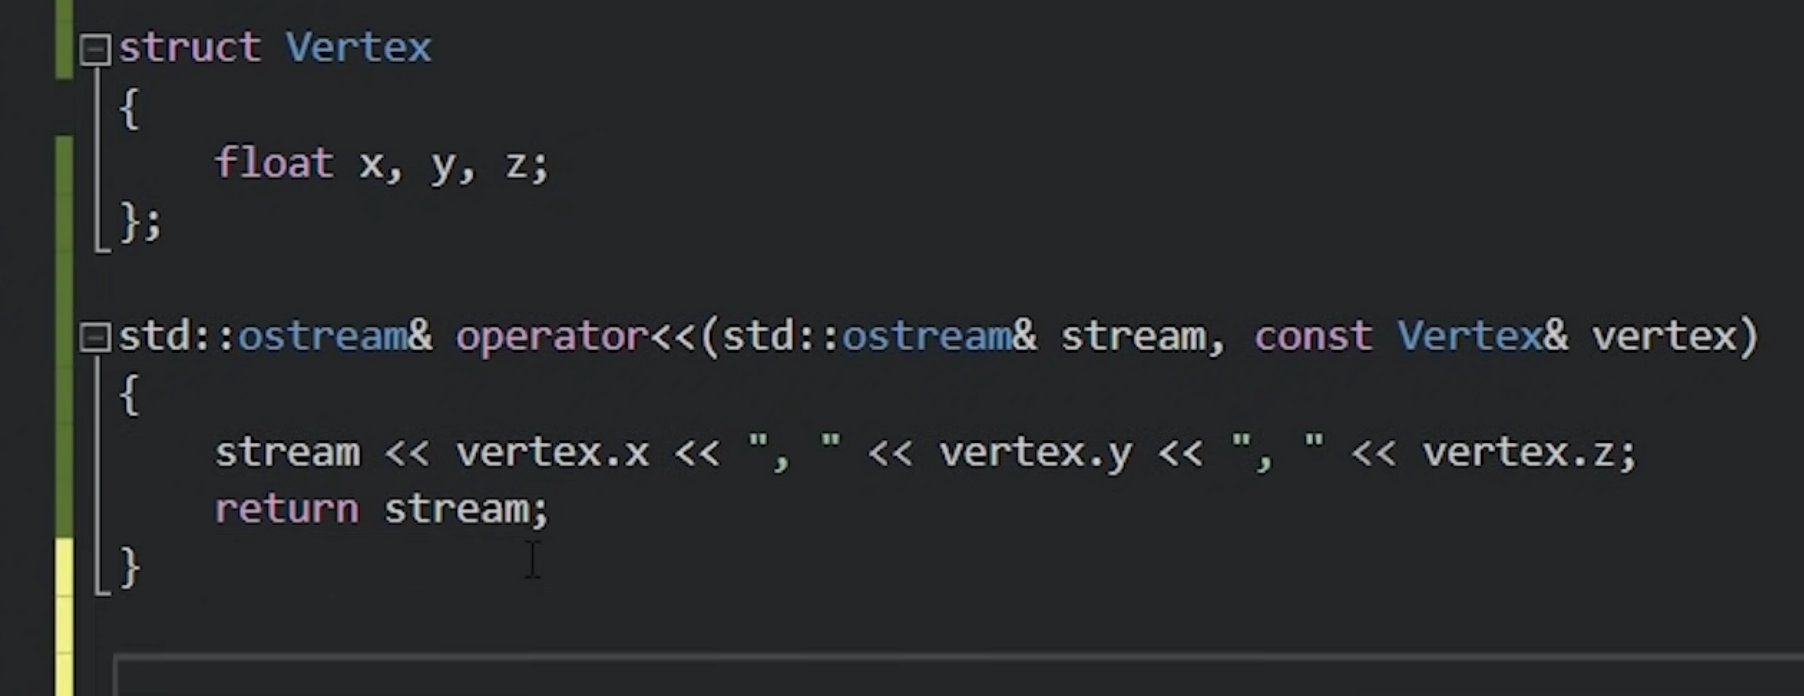 struct Vertex
{
    float x, y, z;
};
std::ostream& operator<<(std::ostream& stream, const Vertex& vertex)
{
    stream << vertex.x << ", " << vertex.y << ", " << vertex.z;
    return stream;
}